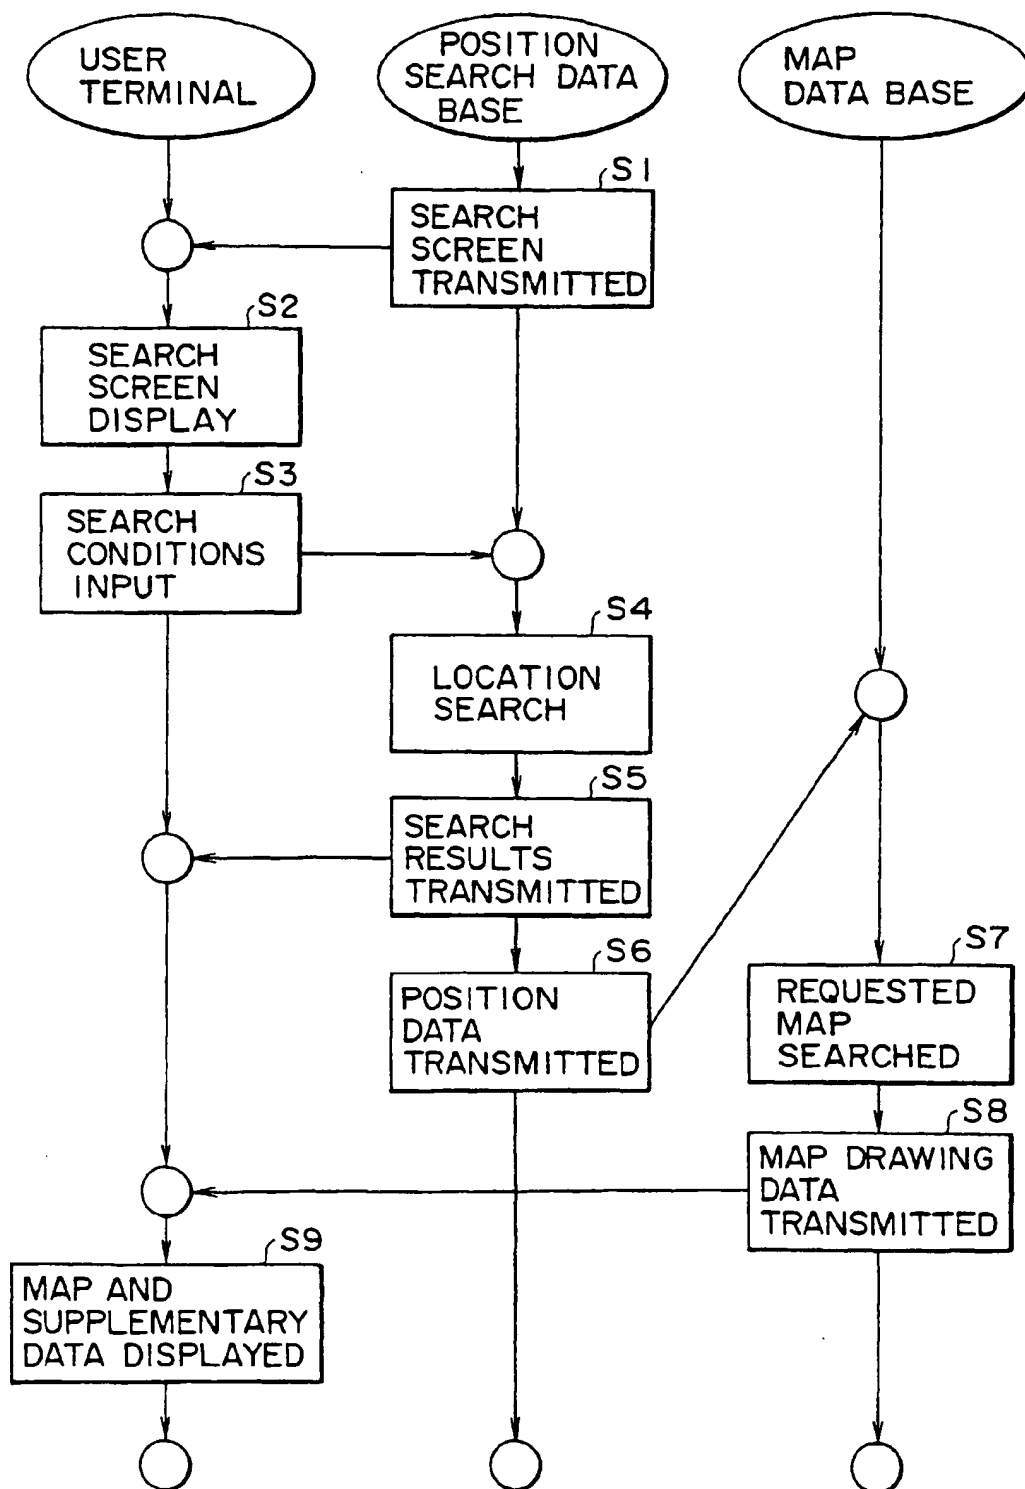 USER
TERMINAL
POSITION
SEARCH DATA
BASE
MAP
DATA BASE
S1
SEARCH
SCREEN
TRANSMITTED
S2
SEARCH
SCREEN
DISPLAY
S3
SEARCH
CONDITIONS
INPUT
S4
LOCATION
SEARCH
S5
SEARCH
RESULTS
TRANSMITTED
S6
POSITION
DATA
TRANSMITTED
S7
REQUESTED
MAP
SEARCHED
S8
MAP DRAWING
DATA
TRANSMITTED
S9
MAP AND
SUPPLEMENTARY
DATA DISPLAYED